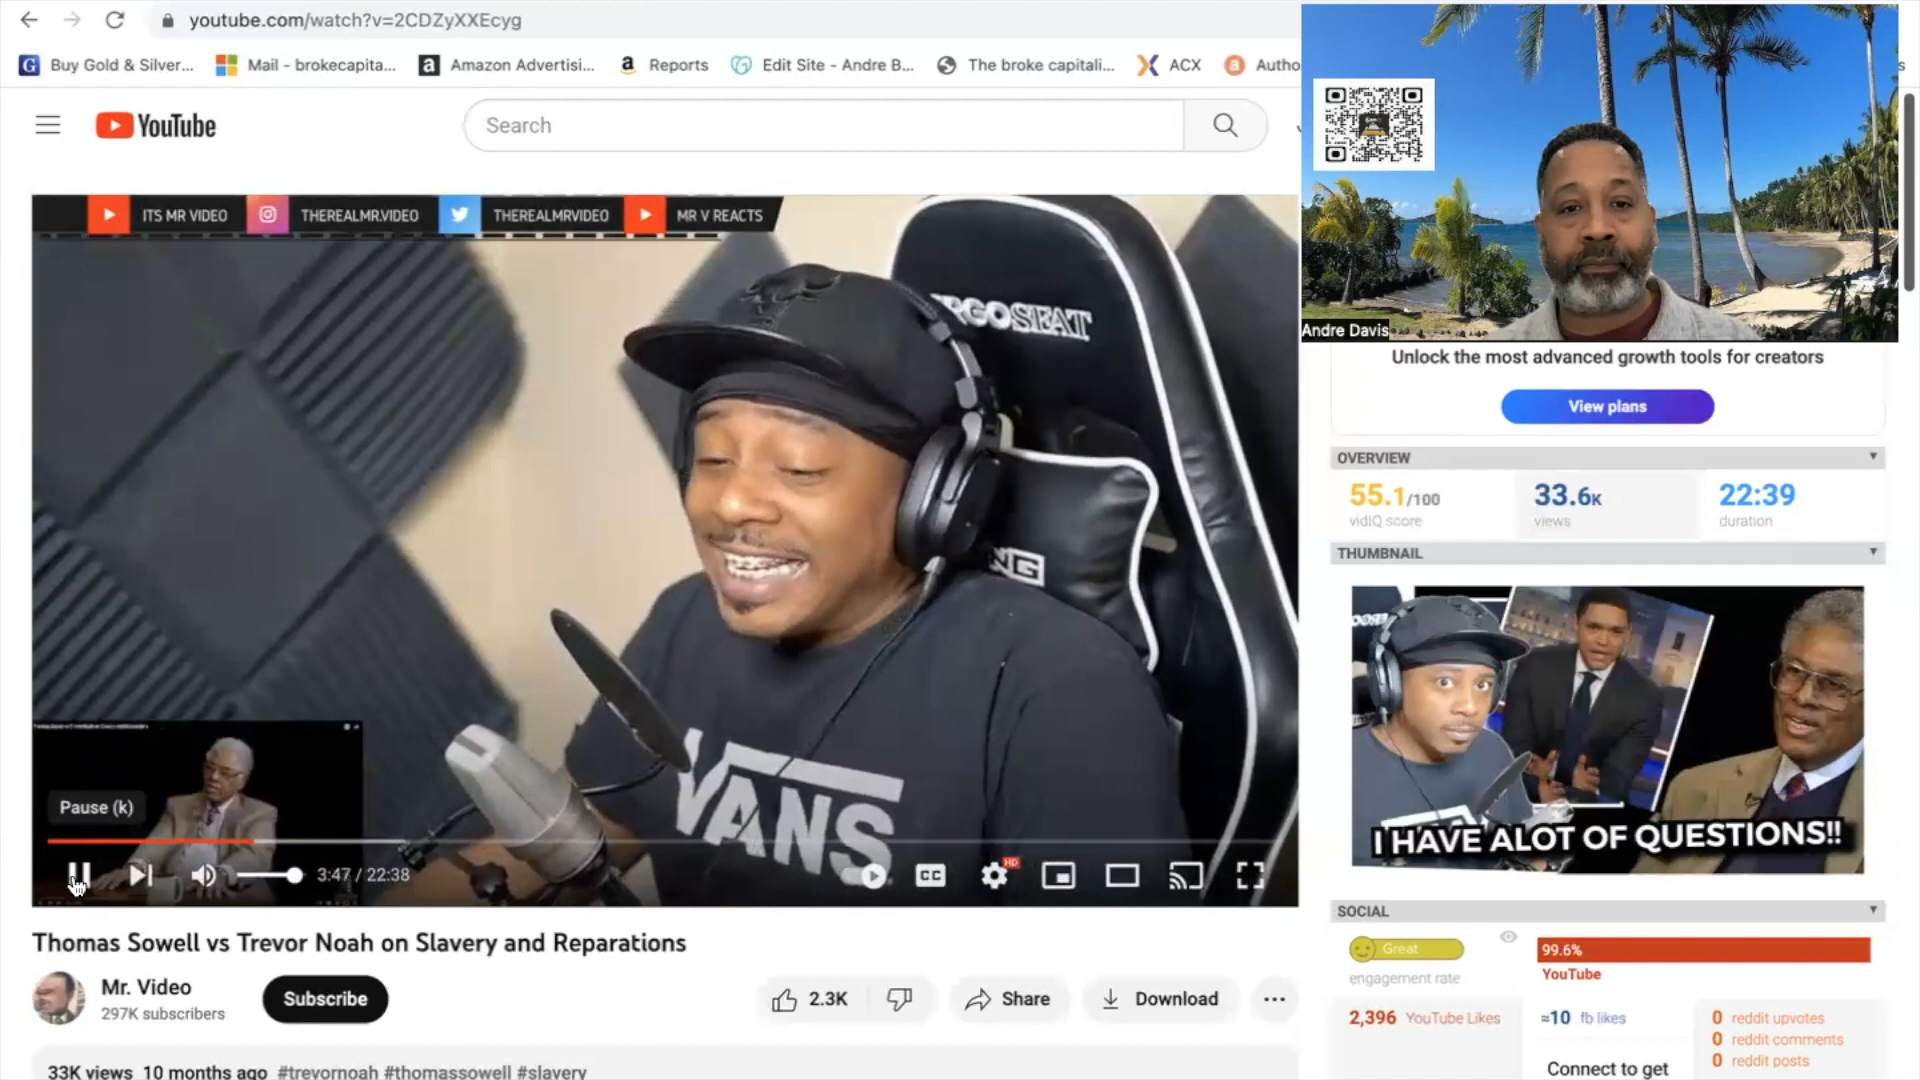 youtube.com/watch?v=2CDZyXXEcyg
Buy Gold & Silver...
Mail - brokecapita...
Amazon Advertisi...
Reports
Edit Site - Andre B...
The broke capitali...
ACX
Autho
YouTube
Search
ITS MR VIDEO
THEREALMR.VIDEO
THEREALMRVIDEO
MR V REACTS
RGOSEAT
NG
VANS
Pause (k)
3:47 / 22:38
CC
HD
Thomas Sowell vs Trevor Noah on Slavery and Reparations
Mr. Video
297K subscribers
Subscribe
2.3K
Share
Download
33K views 10 months ago #trevornoah #thomassowell #slavery
Andre Davis
Unlock the most advanced growth tools for creators
View plans
OVERVIEW
55.1/100
vidIQ score
33.6K
views
22:39
duration
THUMBNAIL
I HAVE ALOT OF QUESTIONS!!
SOCIAL
Great
engagement rate
99.6%
YouTube
2,396 YouTube Likes
≈10 fb likes
0 reddit upvotes
0 reddit comments
0 reddit posts
Connect to get